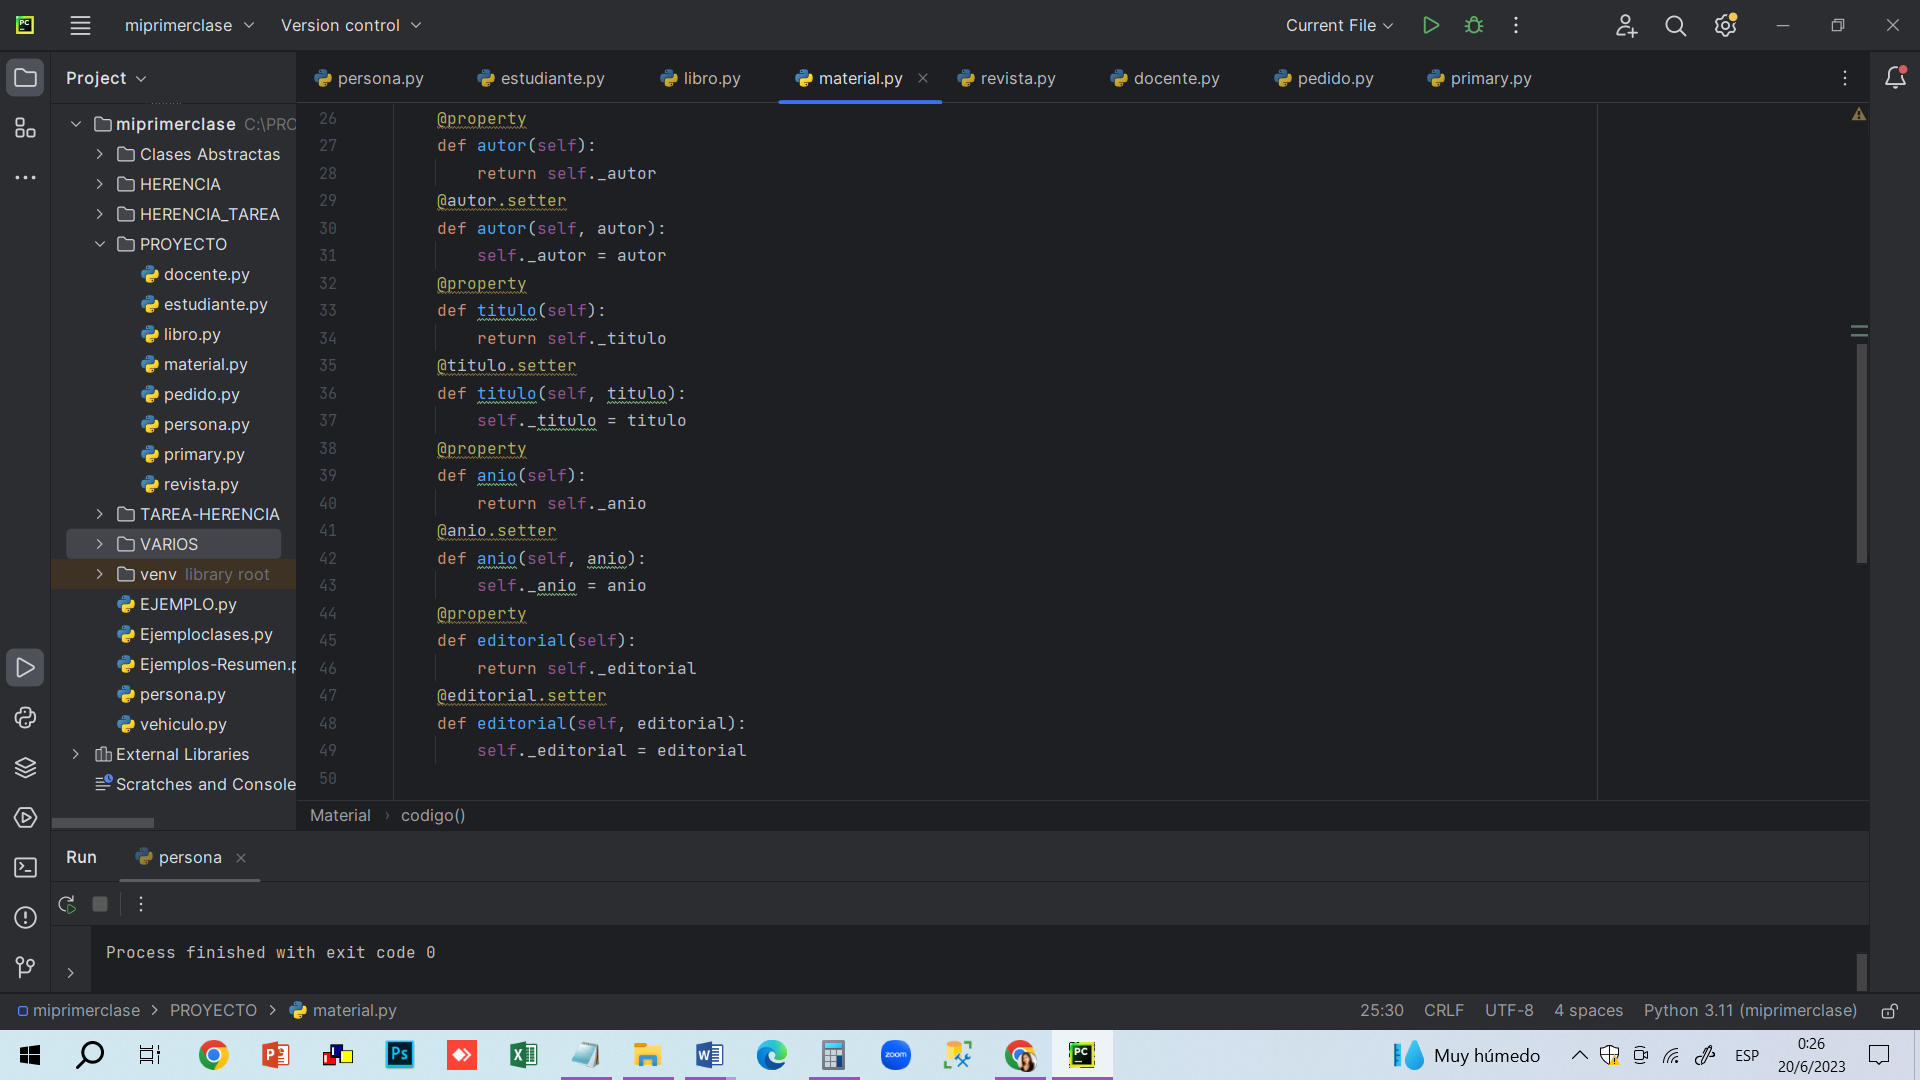 miprimerclase
Version control
Current File
Project
persona.py
estudiante.py
libro.py
material.py
revista.py
docente.py
pedido.py
primary.py
miprimerclase C:\PRO
Clases Abstractas
HERENCIA
HERENCIA_TAREA
PROYECTO
docente.py
estudiante.py
libro.py
material.py
pedido.py
persona.py
primary.py
revista.py
TAREA-HERENCIA
VARIOS
venv library root
EJEMPLO.py
Ejemploclases.py
Ejemplos-Resumen.p
persona.py
vehiculo.py
External Libraries
Scratches and Console
26 @property
27 def autor(self):
28 return self._autor
29 @autor.setter
30 def autor(self, autor):
31 self._autor = autor
32 @property
33 def titulo(self):
34 return self._titulo
35 @titulo.setter
36 def titulo(self, titulo):
37 self._titulo = titulo
38 @property
39 def anio(self):
40 return self._anio
41 @anio.setter
42 def anio(self, anio):
43 self._anio = anio
44 @property
45 def editorial(self):
46 return self._editorial
47 @editorial.setter
48 def editorial(self, editorial):
49 self._editorial = editorial
50
Material › codigo()
Run
persona
Process finished with exit code 0
miprimerclase > PROYECTO > material.py
25:30 CRLF UTF-8 4 spaces Python 3.11 (miprimerclase)
Muy húmedo
ESP
0:26
20/6/2023